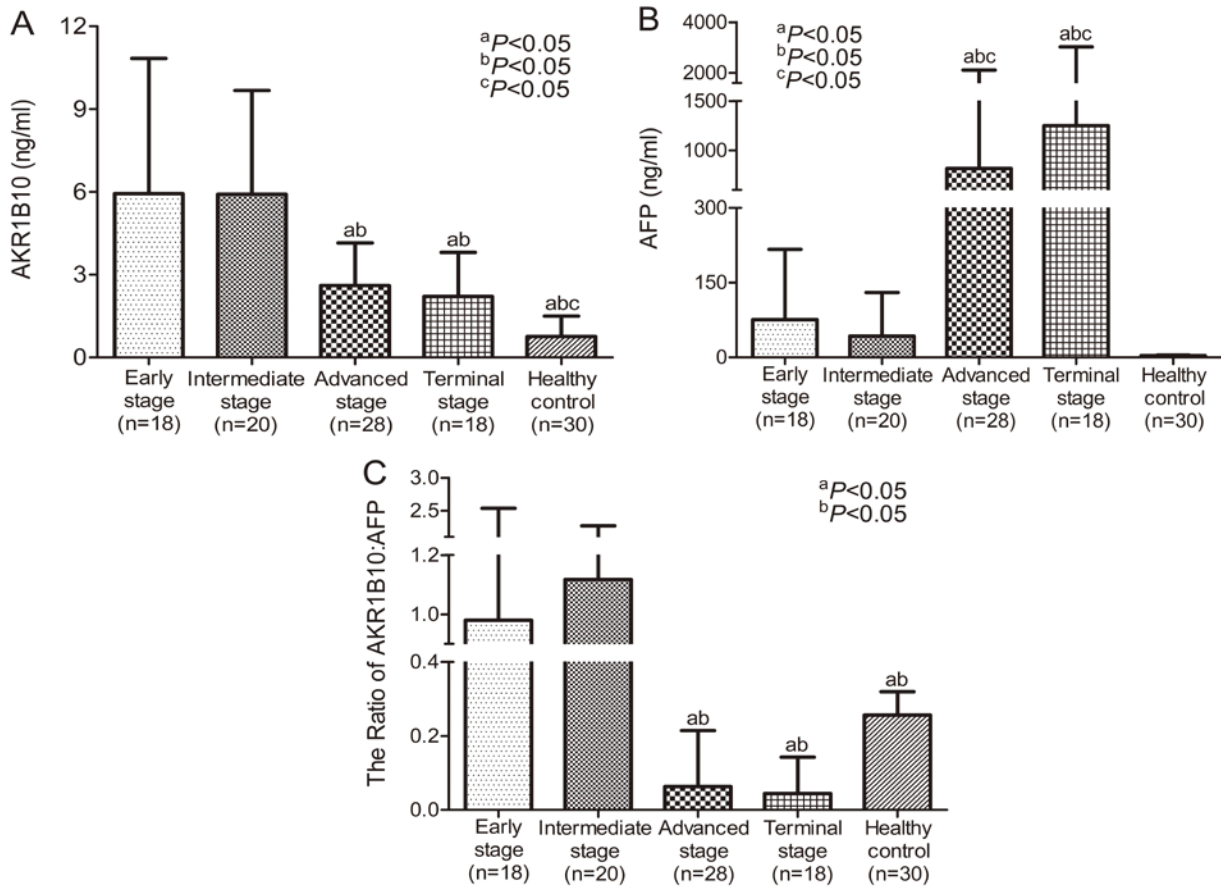 A
AKR1B10 (ng/ml)
12
9
6
3
0
aP<0.05
bP<0.05
cP<0.05
ab
ab
abc
Early stage (n=18)
Intermediate stage (n=20)
Advanced stage (n=28)
Terminal stage (n=18)
Healthy control (n=30)
B
AFP (ng/ml)
4000
2000
1500
1000
300
150
0
aP<0.05
bP<0.05
cP<0.05
abc
abc
Early stage (n=18)
Intermediate stage (n=20)
Advanced stage (n=28)
Terminal stage (n=18)
Healthy control (n=30)
C
The Ratio of AKR1B10:AFP
3.0
2.5
1.2
1.0
0.4
0.2
0.0
aP<0.05
bP<0.05
ab
ab
ab
Early stage (n=18)
Intermediate stage (n=20)
Advanced stage (n=28)
Terminal stage (n=18)
Healthy control (n=30)